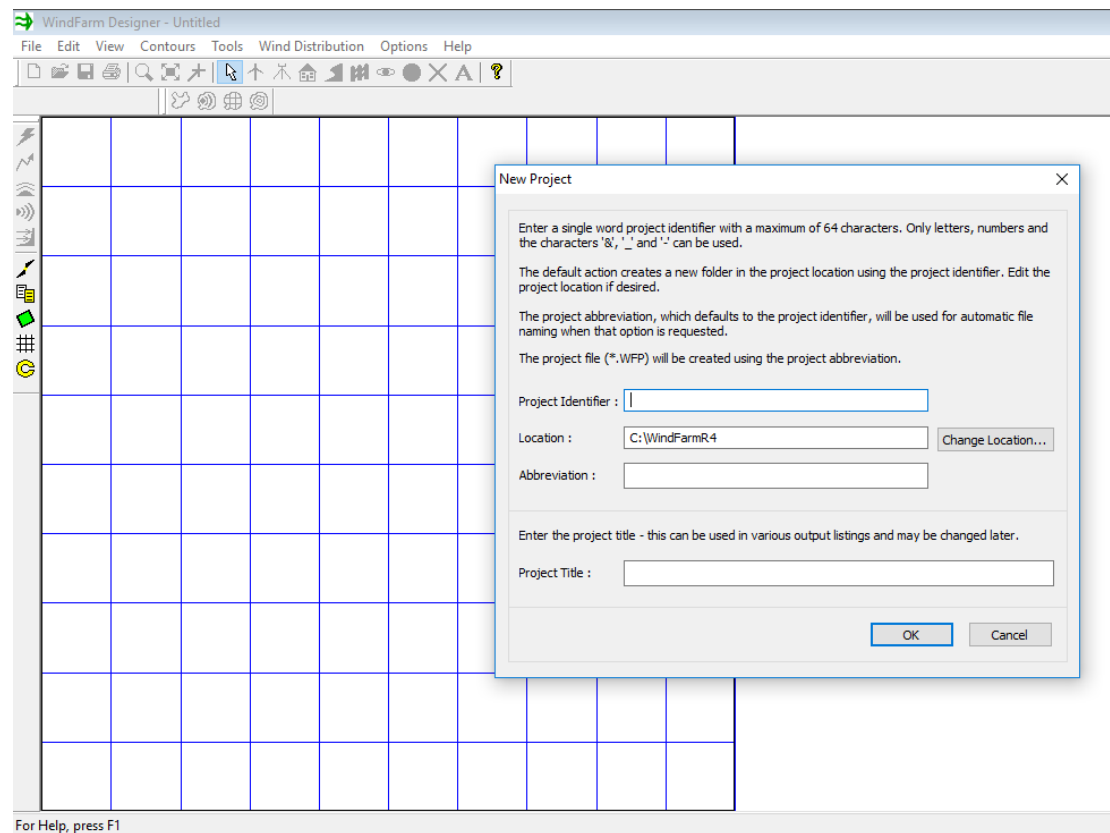 WindFarm Designer - Untitled
File Edit View Contours Tools Wind Distribution Options Help
A ?
New Project
Enter a single word project identifier with a maximum of 64 characters. Only letters, numbers and
the characters '&', '_' and '-' can be used.
The default action creates a new folder in the project location using the project identifier. Edit the
project location if desired.
The project abbreviation, which defaults to the project identifier, will be used for automatic file
naming when that option is requested.
The project file (*.WFP) will be created using the project abbreviation.
Project Identifier :
Location : C:\WindFarmR4 Change Location...
Abbreviation :
Enter the project title - this can be used in various output listings and may be changed later.
Project Title :
OK Cancel
For Help, press F1